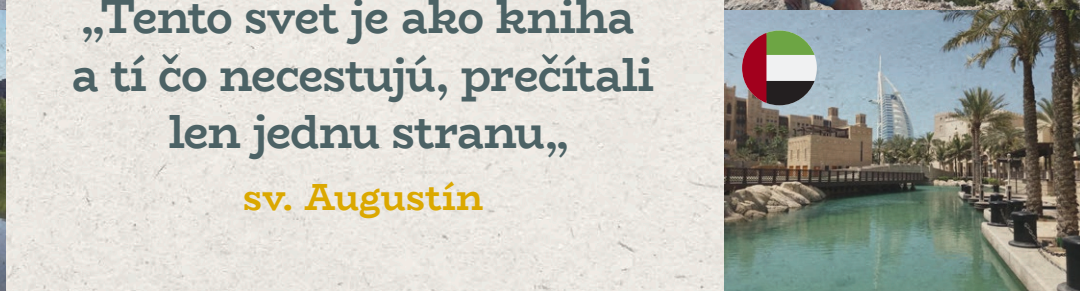 „Tento svet je ako kniha
a tí čo necestujú, prečítali
len jednu stranu„
sv. Augustín